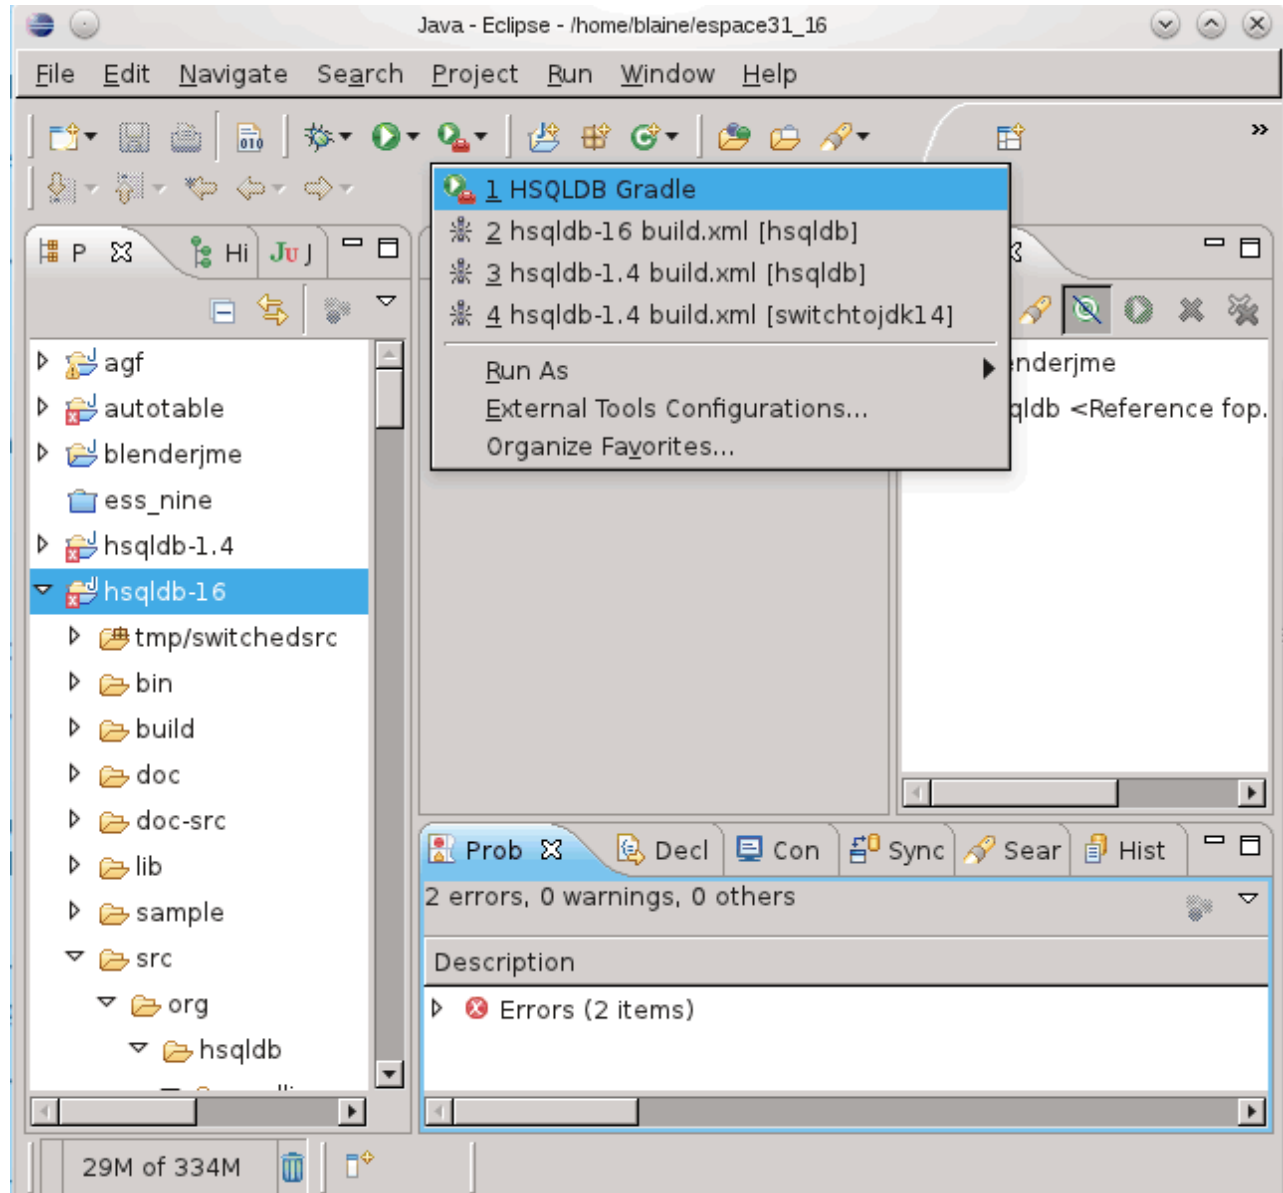 Java - Eclipse - /home/blaine/espace31_16
File Edit Navigate Search Project Run Window Help
010
1 HSQLDB Gradle
2 hsqldb-16 build.xml [hsqldb]
3 hsqldb-1.4 build.xml [hsqldb]
4 hsqldb-1.4 build.xml [switchtojdk14]
Run As
External Tools Configurations...
Organize Favorites...
P Hi Ju J
agf
autotable
blenderjme
ess_nine
hsqldb-1.4
hsqldb-16
tmp/switchedsrc
bin
build
doc
doc-src
lib
sample
src
org
hsqldb
enderjme
qldb <Reference fop.
Prob Decl Con Sync Sear Hist
2 errors, 0 warnings, 0 others
Description
Errors (2 items)
29M of 334M